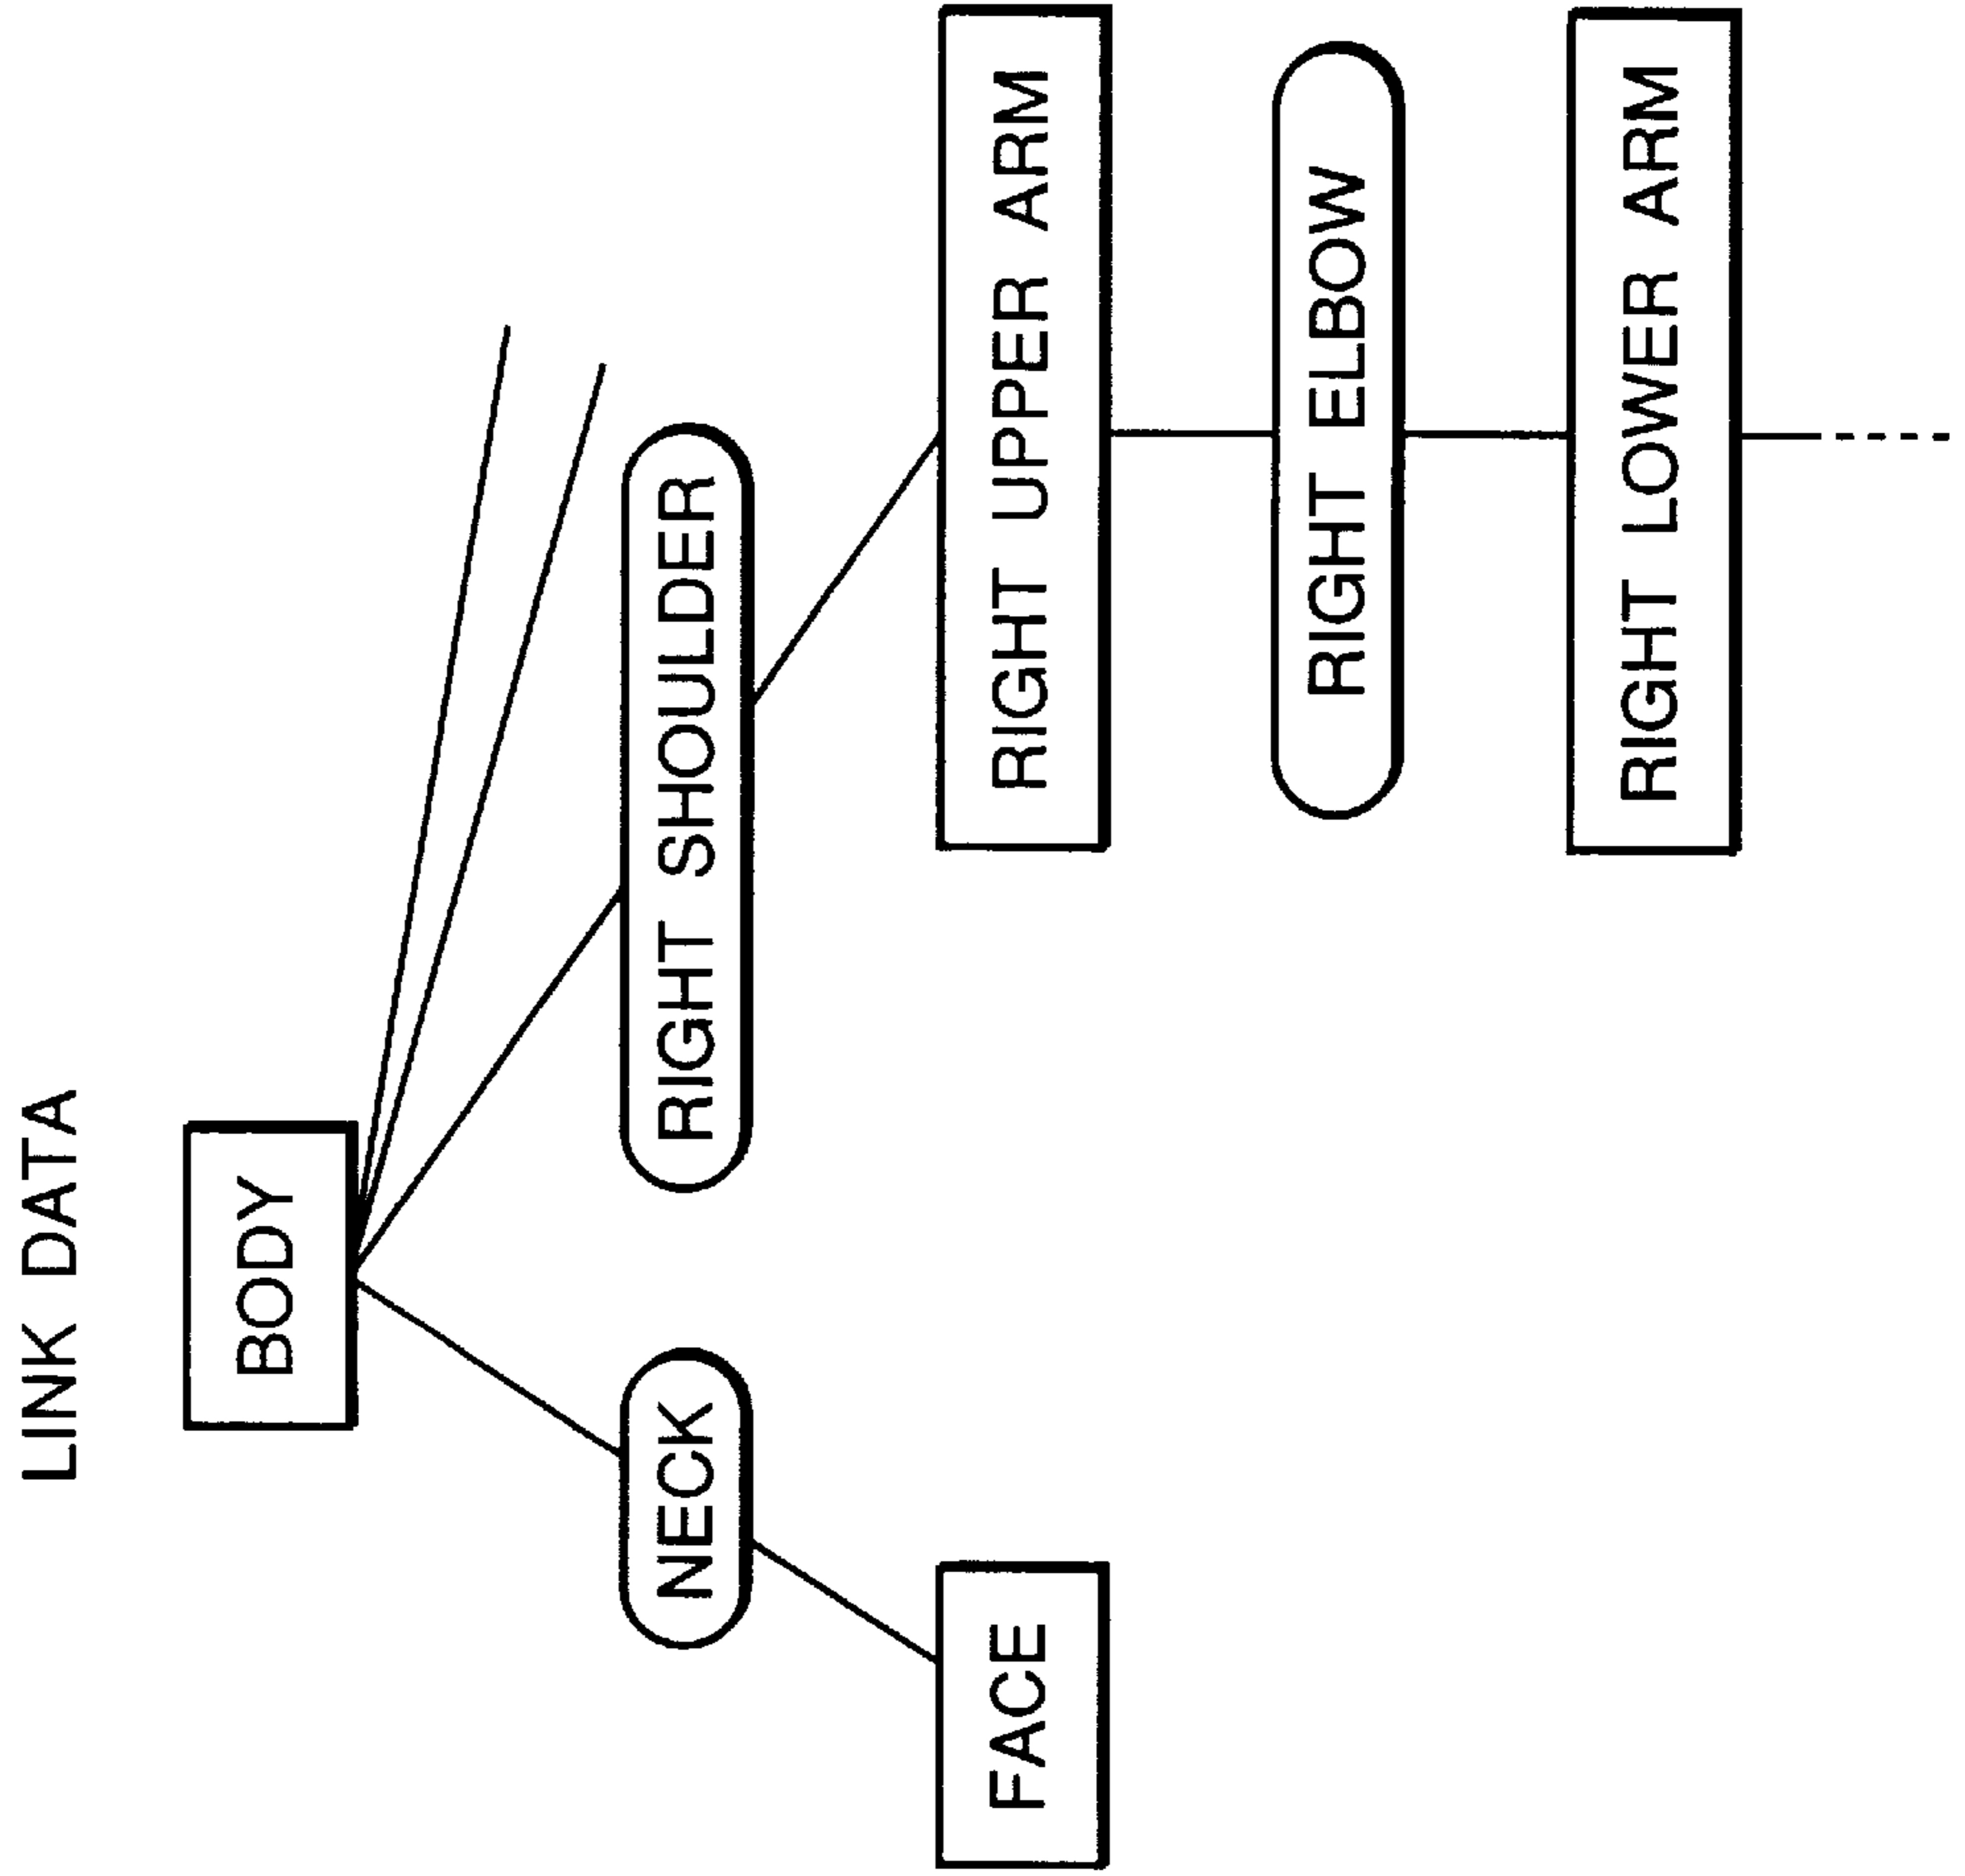 LINK DATA
BODY
NECK
RIGHT SHOULDER
FACE
RIGHT UPPER ARM
RIGHT ELBOW
RIGHT LOWER ARM